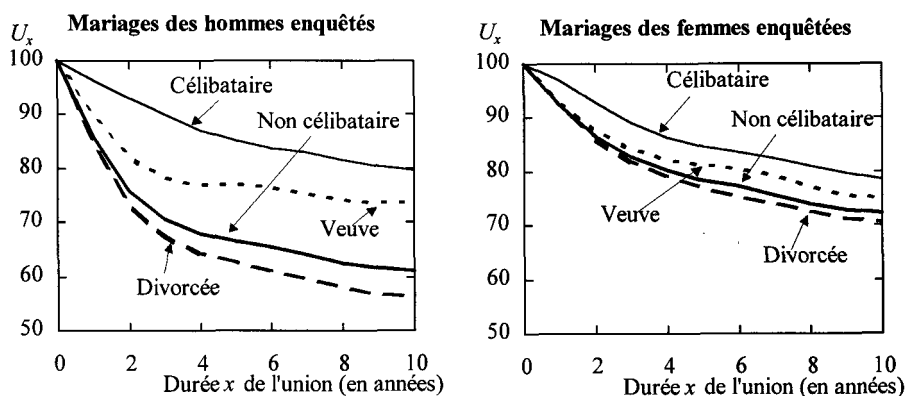 Mariages des hommes enquêtés
U_x
100
90
80
70
60
50
0 2 4 6 8 10
Célibataire
Non célibataire
Veuve
Divorcée
Durée x de l'union (en années)
Mariages des femmes enquêtées
U_x
100
90
80
70
60
50
0 2 4 6 8 10
Célibataire
Non célibataire
Veuve
Divorcée
Durée x de l'union (en années)